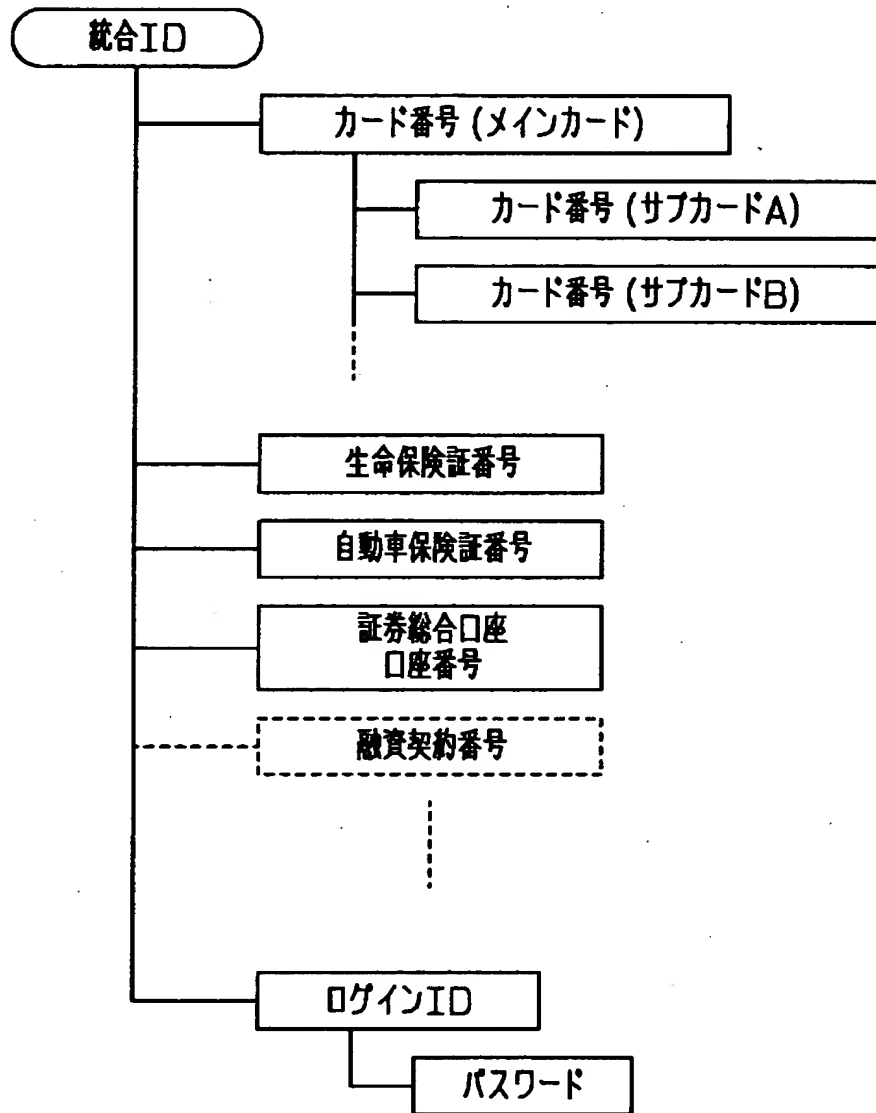 統合ID
カード番号 (メインカード)
カード番号 (サブカードA)
カード番号 (サブカードB)
生命保険証番号
自動車保険証番号
証券総合口座
口座番号
融資契約番号
ログインID
パスワード